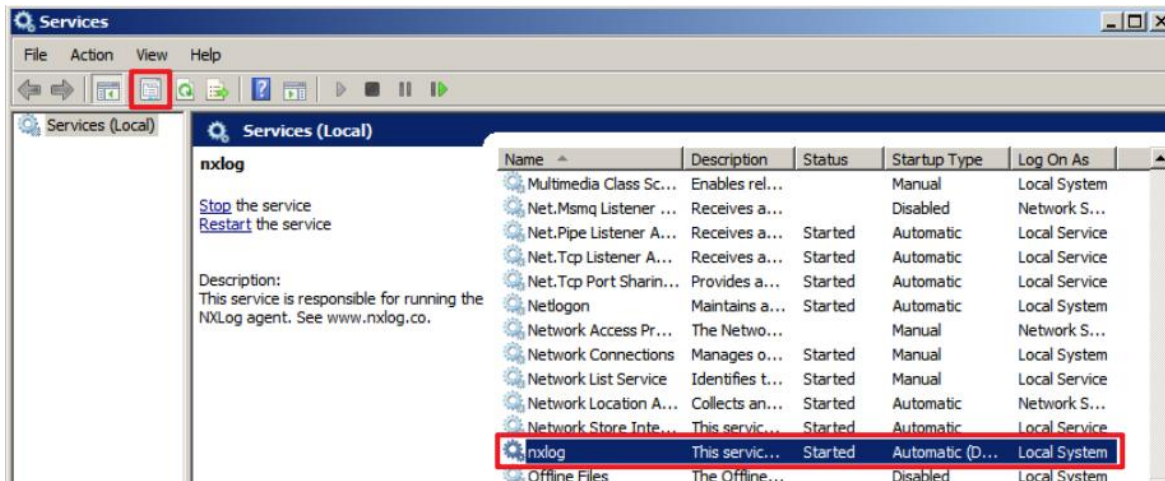 Services
File Action View Help
Services (Local)
Services (Local)
nxlog
Stop the service
Restart the service
Description:
This service is responsible for running the
NXLog agent. See www.nxlog.co.
Name Description Status Startup Type Log On As
Multimedia Class Sc... Enables rel... Manual Local System
Net.Msmq Listener ... Receives a... Disabled Network S...
Net.Pipe Listener A... Receives a... Started Automatic Local Service
Net.Tcp Listener A... Receives a... Started Automatic Local Service
Net.Tcp Port Sharin... Provides a... Started Automatic Local Service
Netlogon Maintains a... Started Automatic Local System
Network Access Pr... The Netwo... Manual Network S...
Network Connections Manages o... Started Manual Local System
Network List Service Identifies t... Started Manual Local Service
Network Location A... Collects an... Started Automatic Network S...
Network Store Inte... This servic... Started Automatic Local Service
nxlog This servic... Started Automatic (D... Local System
Offline Files The Offline... Disabled Local System